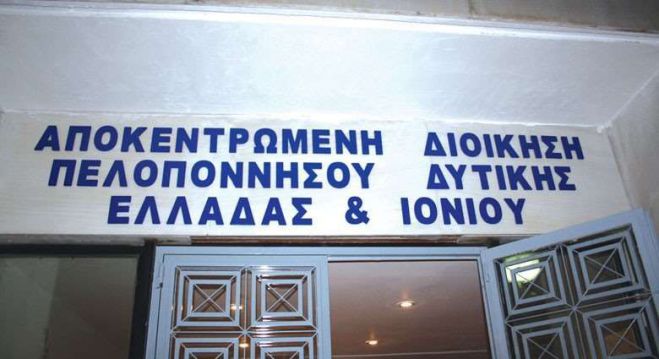 ΑΠΟΚΕΝΤΡΩΜΕΝΗ ΔΙΟΙΚΗΣΗ
ΠΕΛΟΠΟΝΝΗΣΟΥ ΔΥΤΙΚΗΣ
ΕΛΛΑΔΑΣ & ΙΟΝΙΟΥ